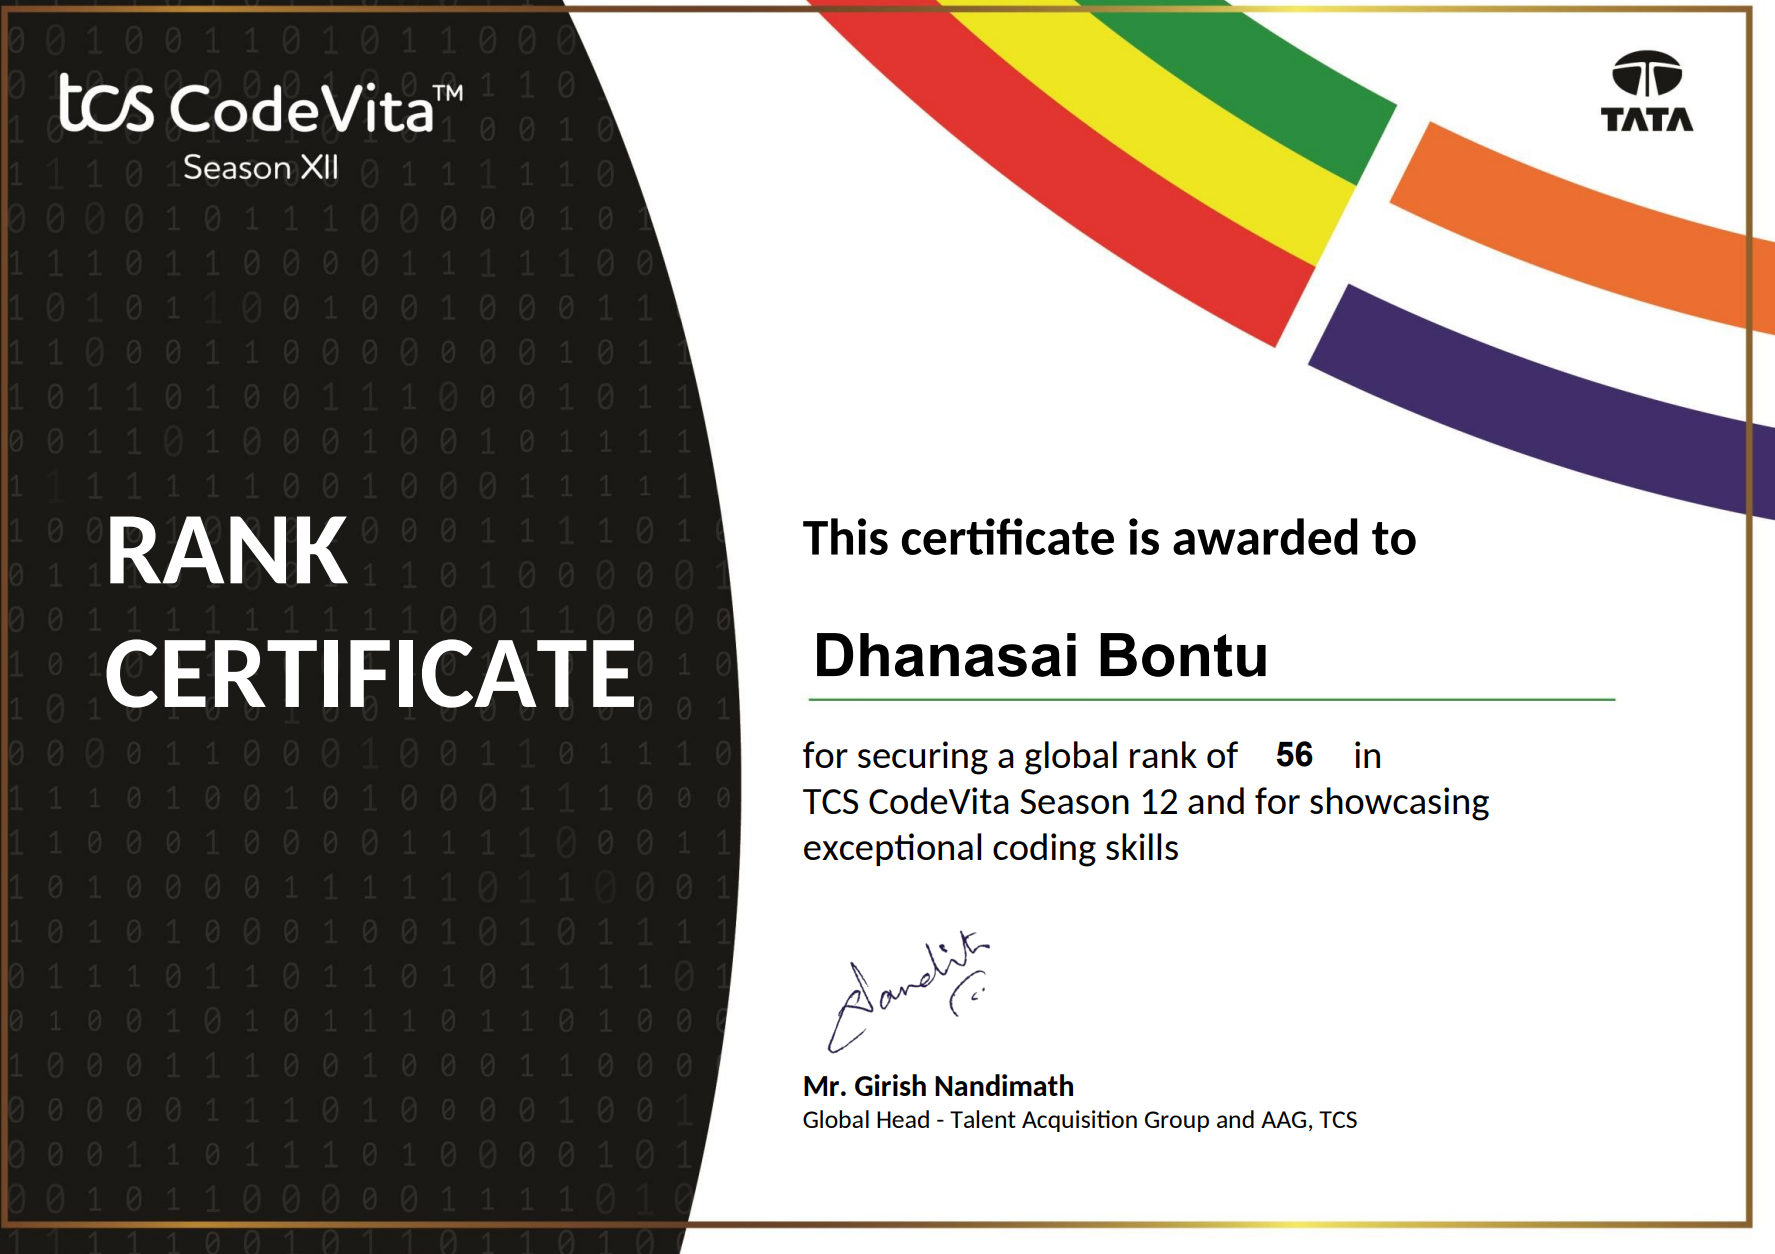 tcs CodeVita™
Season XII
TATA
RANK
CERTIFICATE
This certificate is awarded to
Dhanasai Bontu
for securing a global rank of 56 in
TCS CodeVita Season 12 and for showcasing
exceptional coding skills
Mr. Girish Nandimath
Global Head - Talent Acquisition Group and AAG, TCS